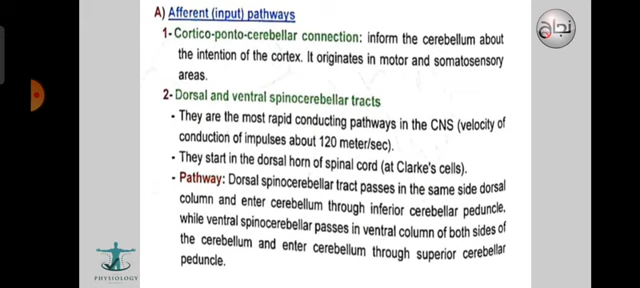 A) Afferent (input) pathways
نجاح
1- Cortico-ponto-cerebellar connection: inform the cerebellum about
the intention of the cortex. It originates in motor and somatosensory
areas.
2- Dorsal and ventral spinocerebellar tracts
- They are the most rapid conducting pathways in the CNS (velocity of
conduction of impulses about 120 meter/sec).
- They start in the dorsal horn of spinal cord (at Clarke's cells).
- Pathway: Dorsal spinocerebellar tract passes in the same side dorsal
column and enter cerebellum through inferior cerebellar peduncle,
while ventral spinocerebellar passes in ventral column of both sides of
the cerebellum and enter cerebellum through superior cerebellar
peduncle.
PHYSIOLOGY